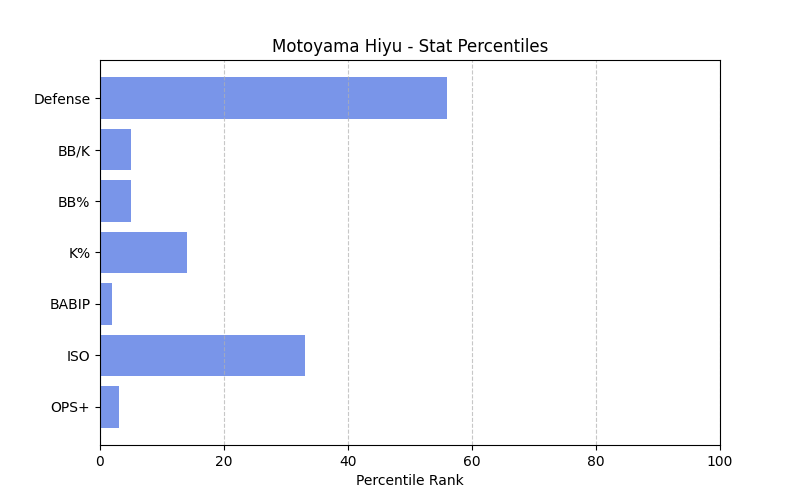 Motoyama Hiyu - Stat Percentiles
Defense
BB/K
BB%
K%
BABIP
ISO
OPS+
0 20 40 60 80 100
Percentile Rank